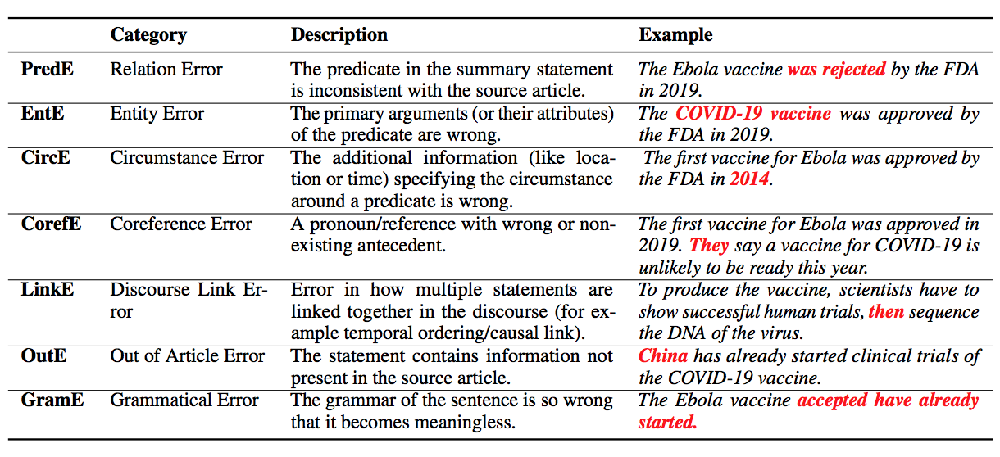 Category Description Example
PredE Relation Error The predicate in the summary statement The Ebola vaccine was rejected by the FDA
is inconsistent with the source article. in 2019.
EntE Entity Error The primary arguments (or their attributes) The COVID-19 vaccine was approved by
of the predicate are wrong. the FDA in 2019.
CircE Circumstance Error The additional information (like loca- The first vaccine for Ebola was approved by
tion or time) specifying the circumstance the FDA in 2014.
around a predicate is wrong.
CorefE Coreference Error A pronoun/reference with wrong or non- The first vaccine for Ebola was approved in
existing antecedent. 2019. They say a vaccine for COVID-19 is
unlikely to be ready this year.
LinkE Discourse Link Er- Error in how multiple statements are To produce the vaccine, scientists have to
ror linked together in the discourse (for ex- show successful human trials, then sequence
ample temporal ordering/causal link). the DNA of the virus.
OutE Out of Article Error The statement contains information not China has already started clinical trials of
present in the source article. the COVID-19 vaccine.
GramE Grammatical Error The grammar of the sentence is so wrong The Ebola vaccine accepted have already
that it becomes meaningless. started.